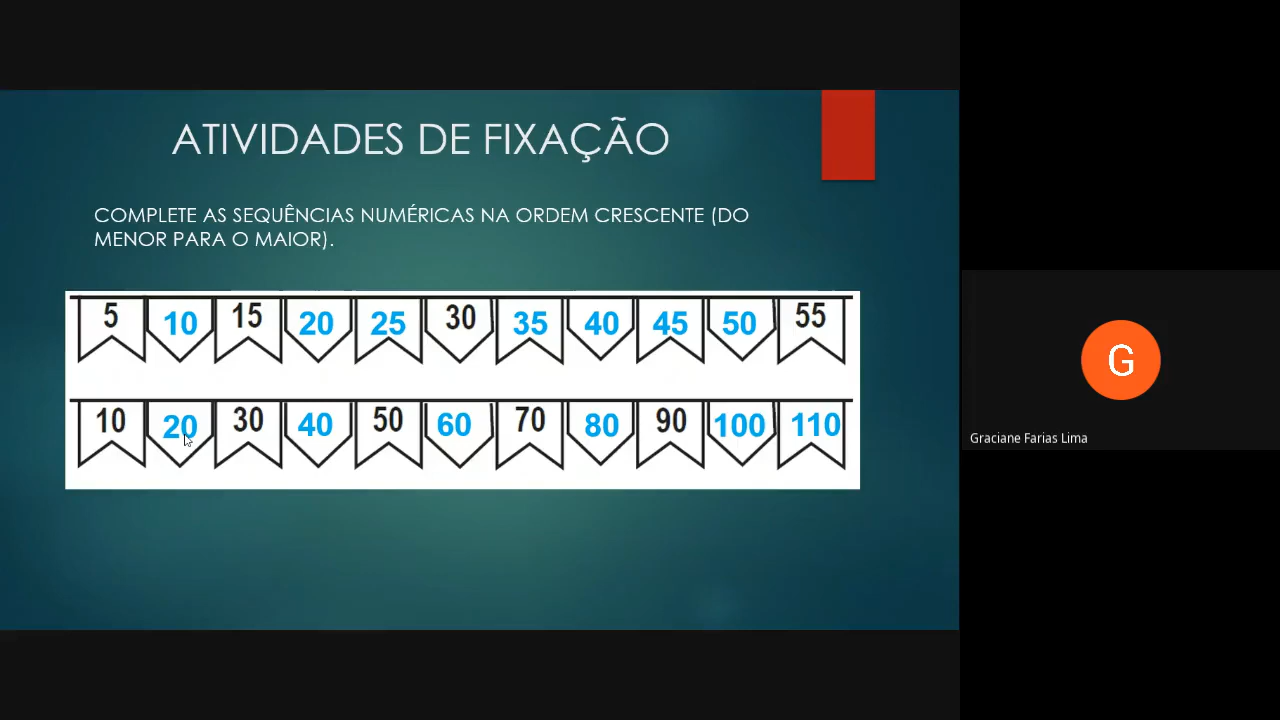 ATIVIDADES DE FIXAÇÃO
COMPLETE AS SEQUÊNCIAS NUMÉRICAS NA ORDEM CRESCENTE (DO
MENOR PARA O MAIOR).
5 10 15 20 25 30 35 40 45 50 55
10 20 30 40 50 60 70 80 90 100 110
G
Graciane Farias Lima